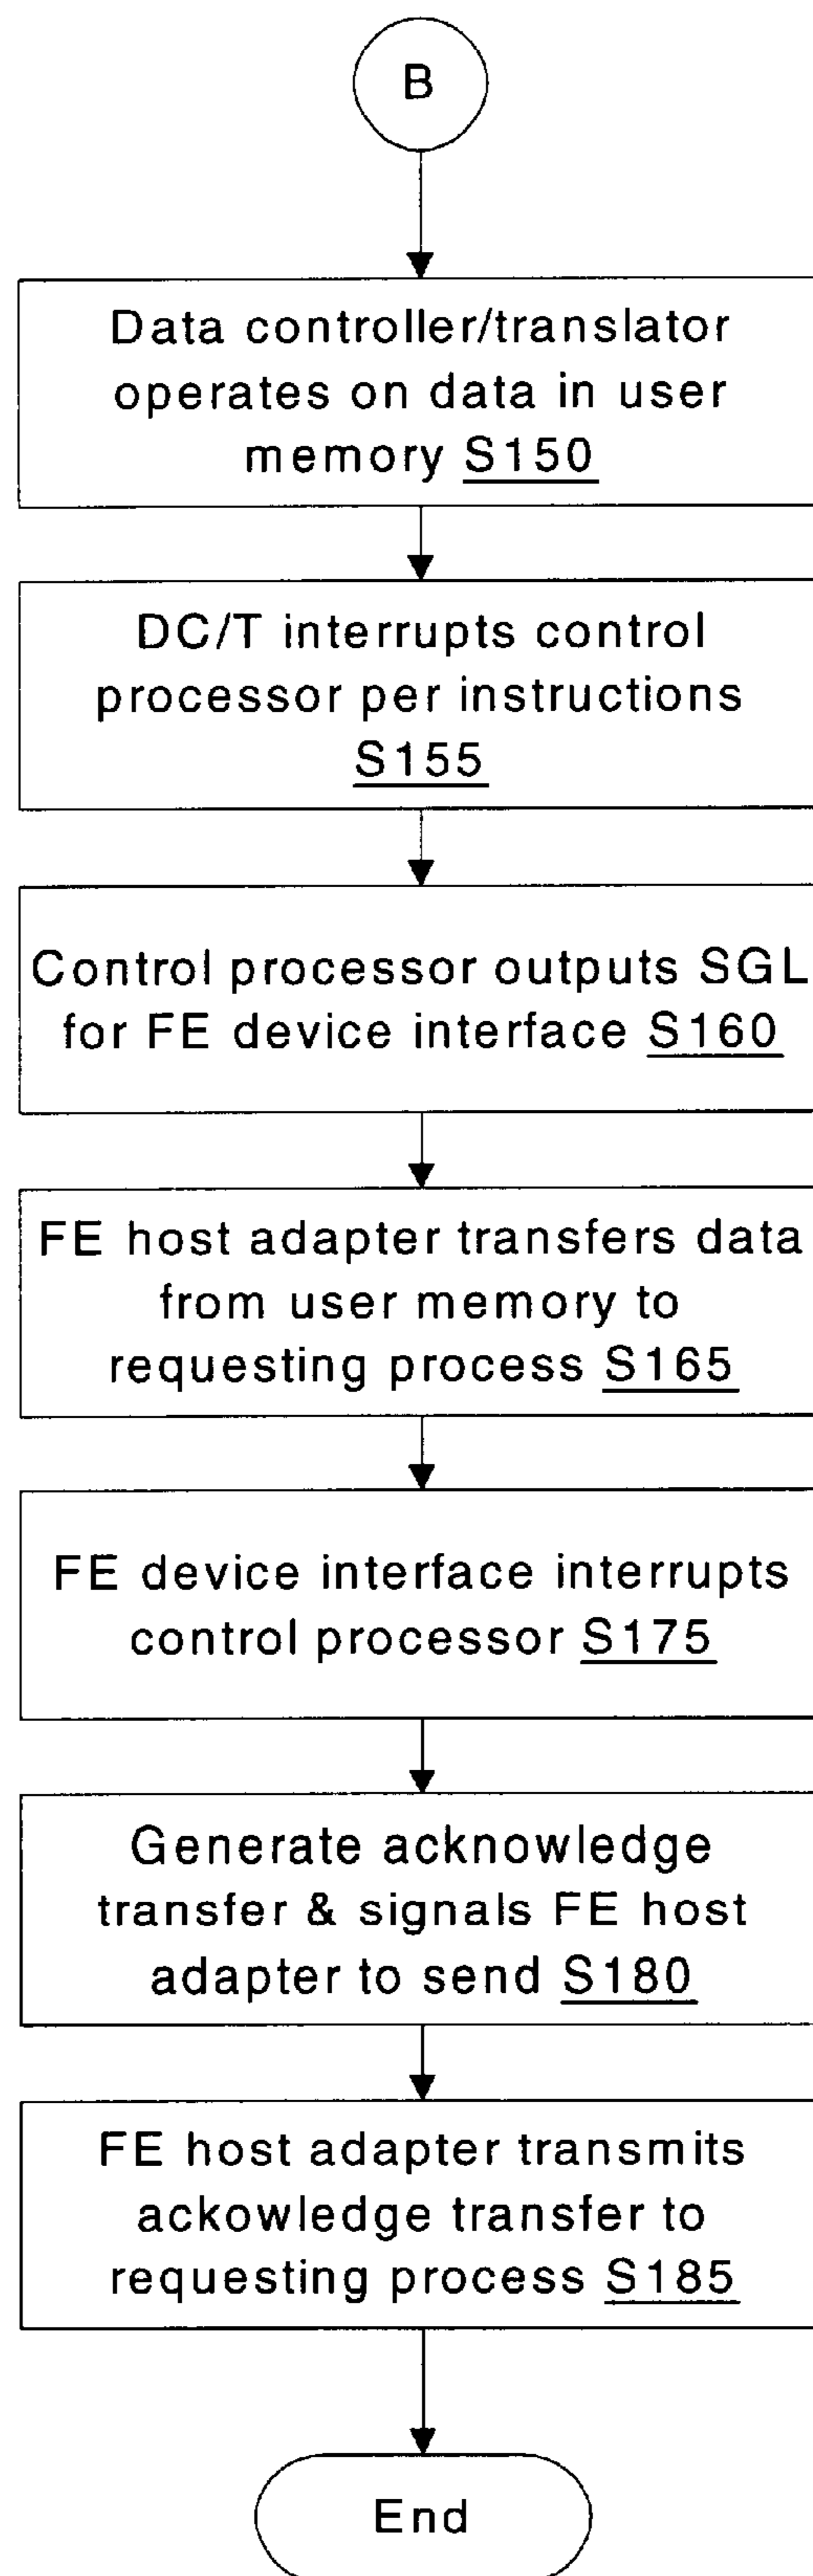 B
Data controller/translator
operates on data in user
memory S150
DC/T interrupts control
processor per instructions
S155
Control processor outputs SGL
for FE device interface S160
FE host adapter transfers data
from user memory to
requesting process S165
FE device interface interrupts
control processor S175
Generate acknowledge
transfer & signals FE host
adapter to send S180
FE host adapter transmits
ackowledge transfer to
requesting process S185
End